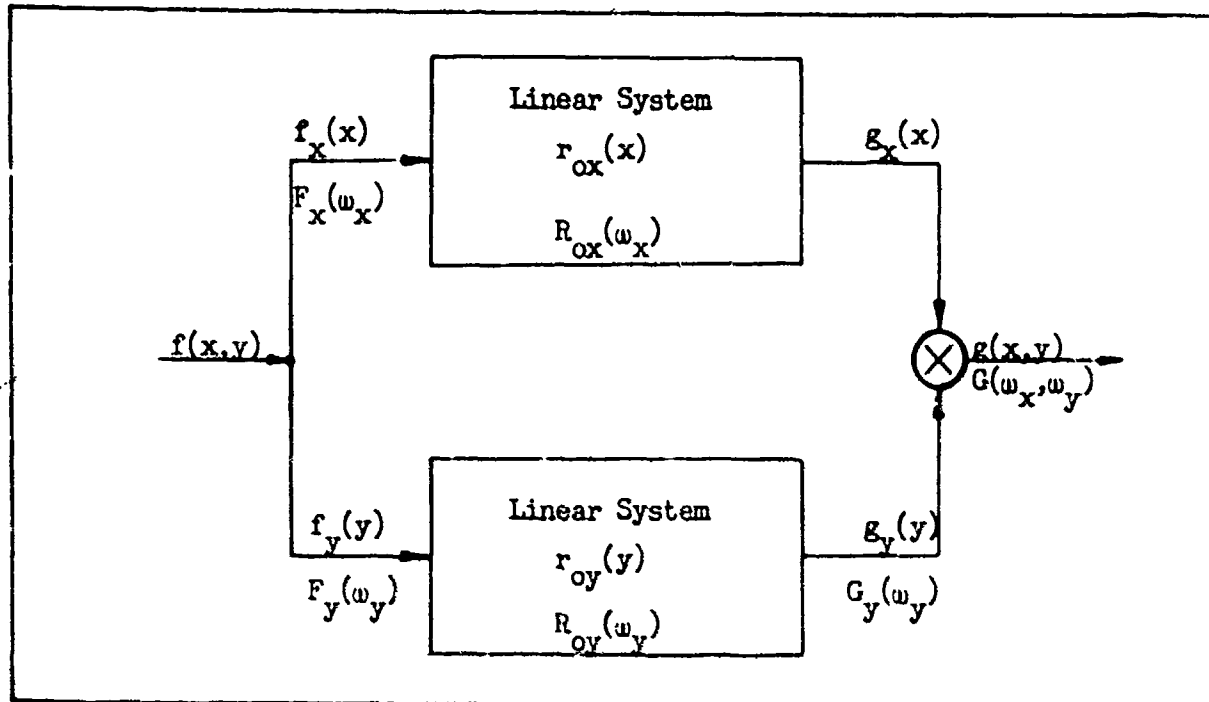 Linear System
f_x(x)
r_ox(x)
g_x(x)
F_x(ω_x)
R_ox(ω_x)
f(x,y)
g(x,y)
G(ω_x,ω_y)
Linear System
f_y(y)
r_oy(y)
g_y(y)
F_y(ω_y)
G_y(ω_y)
R_oy(ω_y)